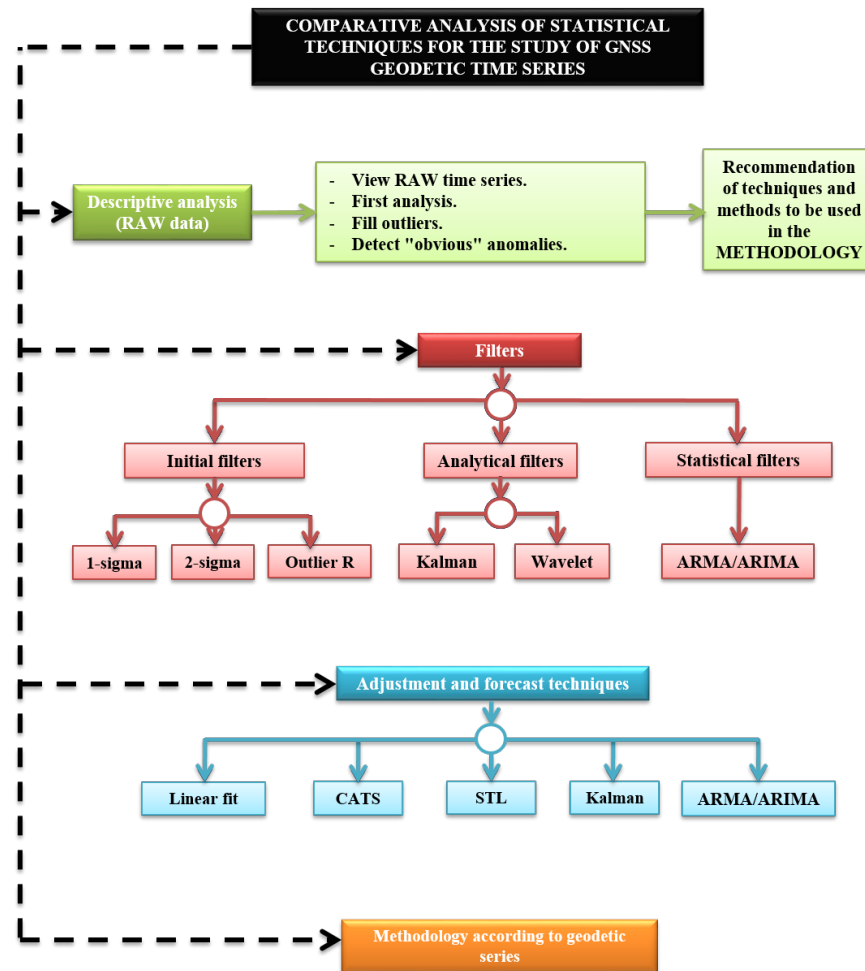 COMPARATIVE ANALYSIS OF STATISTICAL
TECHNIQUES FOR THE STUDY OF GNSS
GEODETIC TIME SERIES
Descriptive analysis
(RAW data)
- View RAW time series.
- First analysis.
- Fill outliers.
- Detect "obvious" anomalies.
Recommendation
of techniques and
methods to be used
in the
METHODOLOGY
Filters
Initial filters
Analytical filters
Statistical filters
1-sigma
2-sigma
Outlier R
Kalman
Wavelet
ARMA/ARIMA
Adjustment and forecast techniques
Linear fit
CATS
STL
Kalman
ARMA/ARIMA
Methodology according to geodetic
series